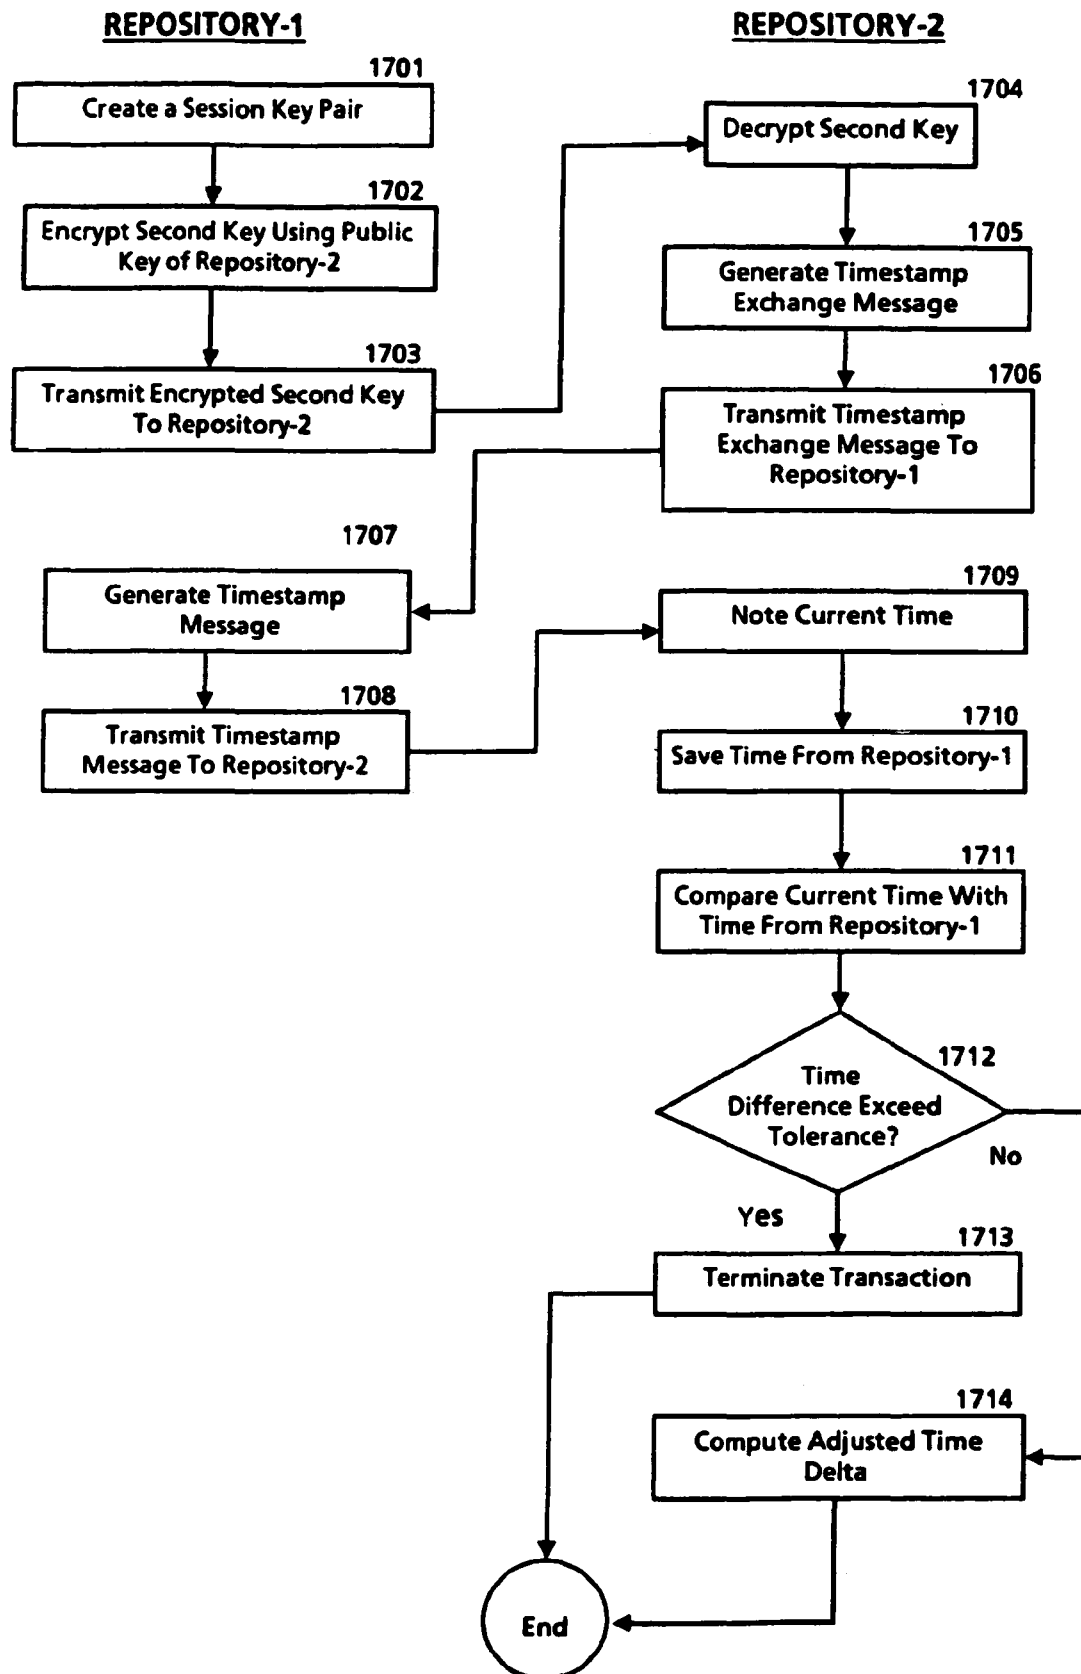 REPOSITORY-1
1701
Create a Session Key Pair
1702
Encrypt Second Key Using Public
Key of Repository-2
1703
Transmit Encrypted Second Key
To Repository-2
REPOSITORY-2
1704
Decrypt Second Key
1705
Generate Timestamp
Exchange Message
1706
Transmit Timestamp
Exchange Message To
Repository-1
1707
Generate Timestamp
Message
1708
Transmit Timestamp
Message To Repository-2
1709
Note Current Time
1710
Save Time From Repository-1
1711
Compare Current Time With
Time From Repository-1
1712
Time
Difference Exceed
Tolerance?
No
Yes
1713
Terminate Transaction
1714
Compute Adjusted Time
Delta
End